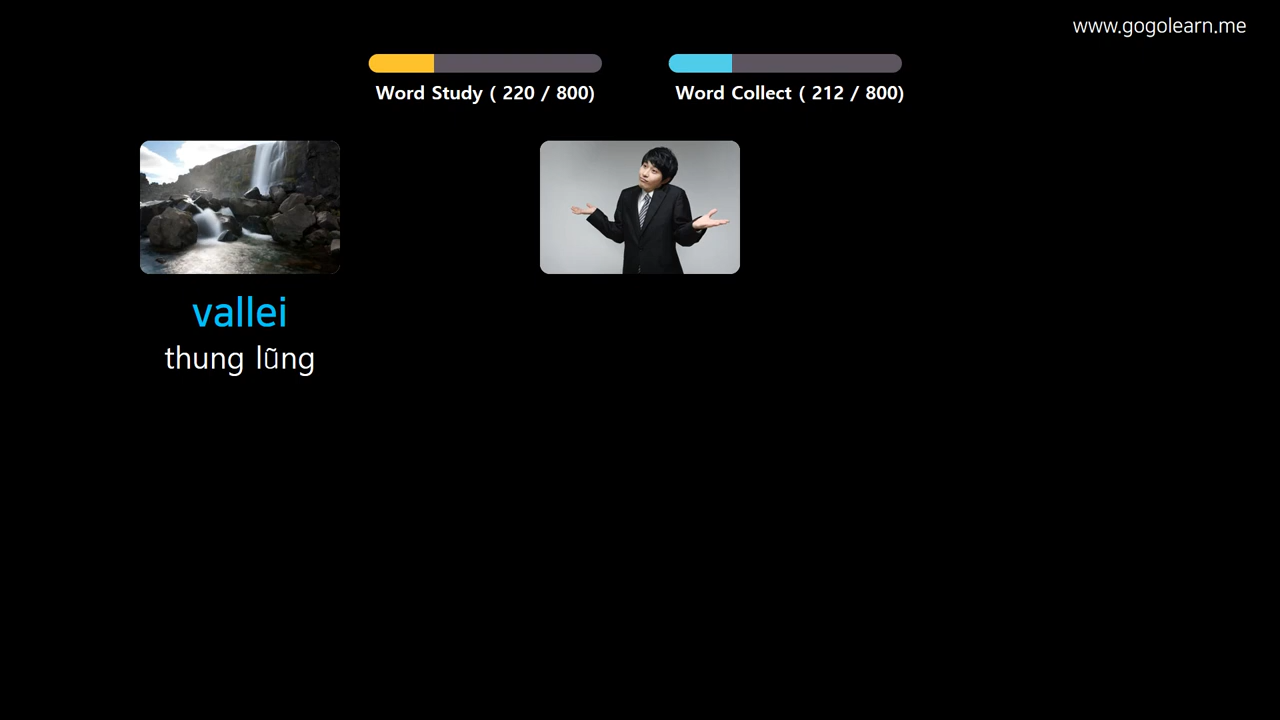 www.gogolearn.me
Word Study ( 220 / 800)
Word Collect ( 212 / 800)
vallei
thung lũng